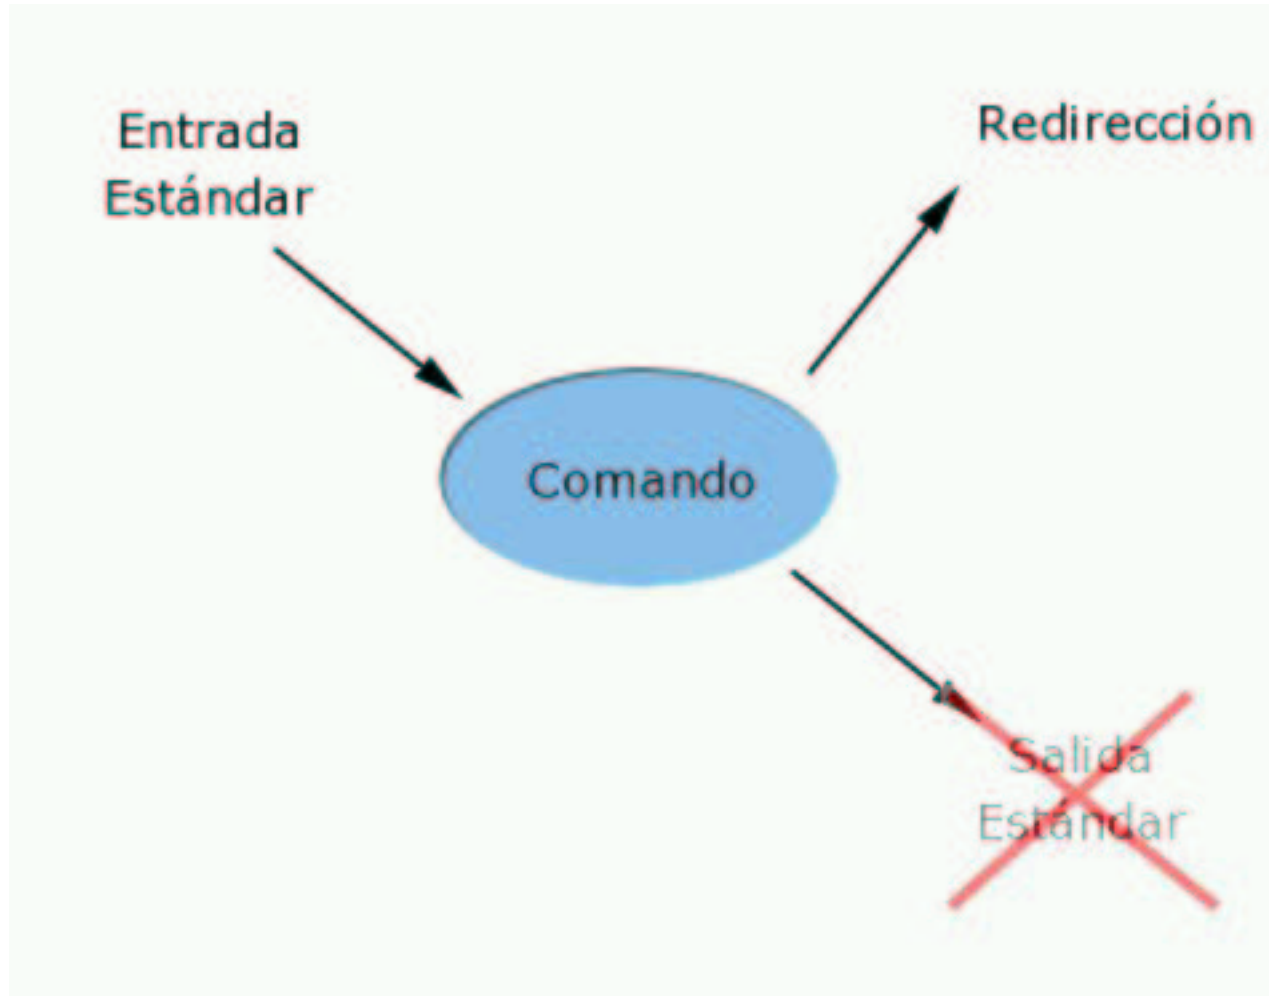 Entrada
Estándar
Redirección
Comando
Salida
Estándar